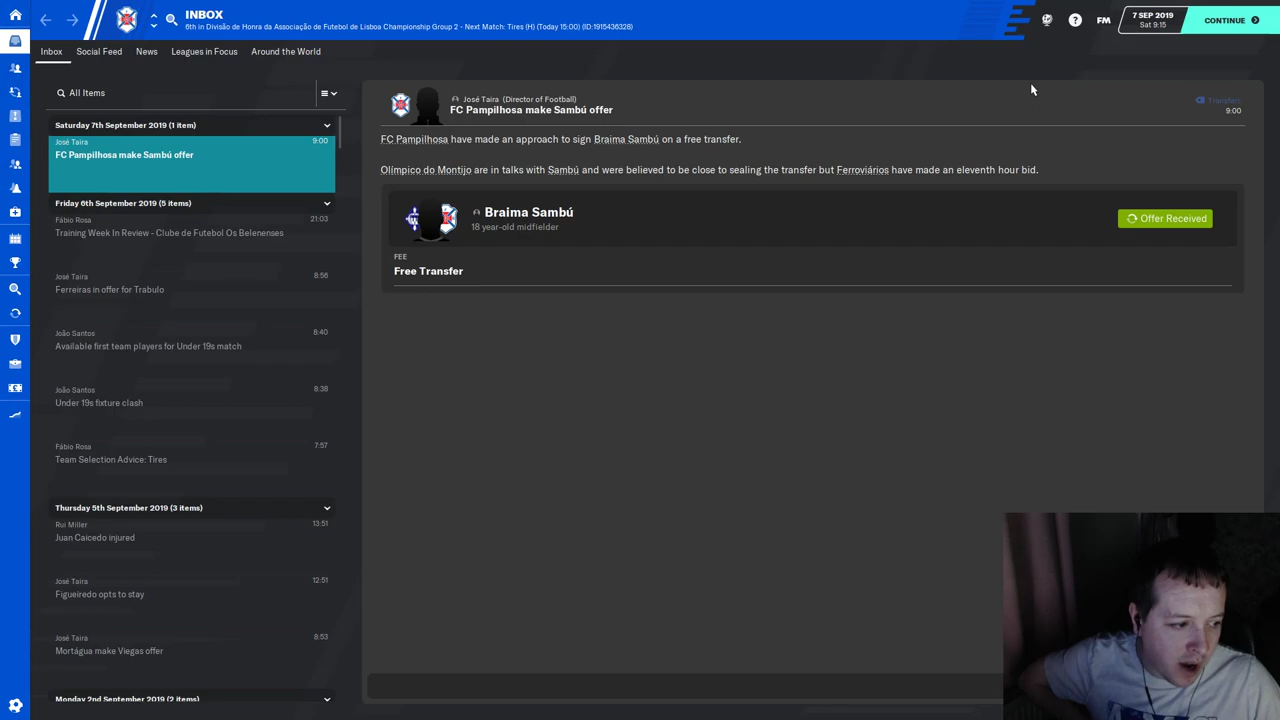 INBOX
6th in Divisão de Honra da Associação de Futebol de Lisboa Championship Group 2 - Next Match: Tires (H) (Today 15:00) (ID:1915436328)
FM
7 SEP 2019
Sat 9:15
CONTINUE
Inbox
Social Feed
News
Leagues in Focus
Around the World
All Items
Saturday 7th September 2019 (1 item)
José Taira
9:00
FC Pampilhosa make Sambú offer
Friday 6th September 2019 (5 items)
Fábio Rosa
21:03
Training Week In Review - Clube de Futebol Os Belenenses
José Taira
8:56
Ferreiras in offer for Trabulo
João Santos
8:40
Available first team players for Under 19s match
João Santos
8:38
Under 19s fixture clash
Fábio Rosa
7:57
Team Selection Advice: Tires
Thursday 5th September 2019 (3 items)
Rui Miller
13:51
Juan Caicedo injured
José Taira
12:51
Figueiredo opts to stay
José Taira
8:53
Mortágua make Viegas offer
Monday 2nd September 2019 (2 items)
José Taira (Director of Football)
FC Pampilhosa make Sambú offer
Transfers
9:00
FC Pampilhosa have made an approach to sign Braima Sambú on a free transfer.
Olímpico do Montijo are in talks with Sambú and were believed to be close to sealing the transfer but Ferroviários have made an eleventh hour bid.
Braima Sambú
18 year-old midfielder
Offer Received
FEE
Free Transfer